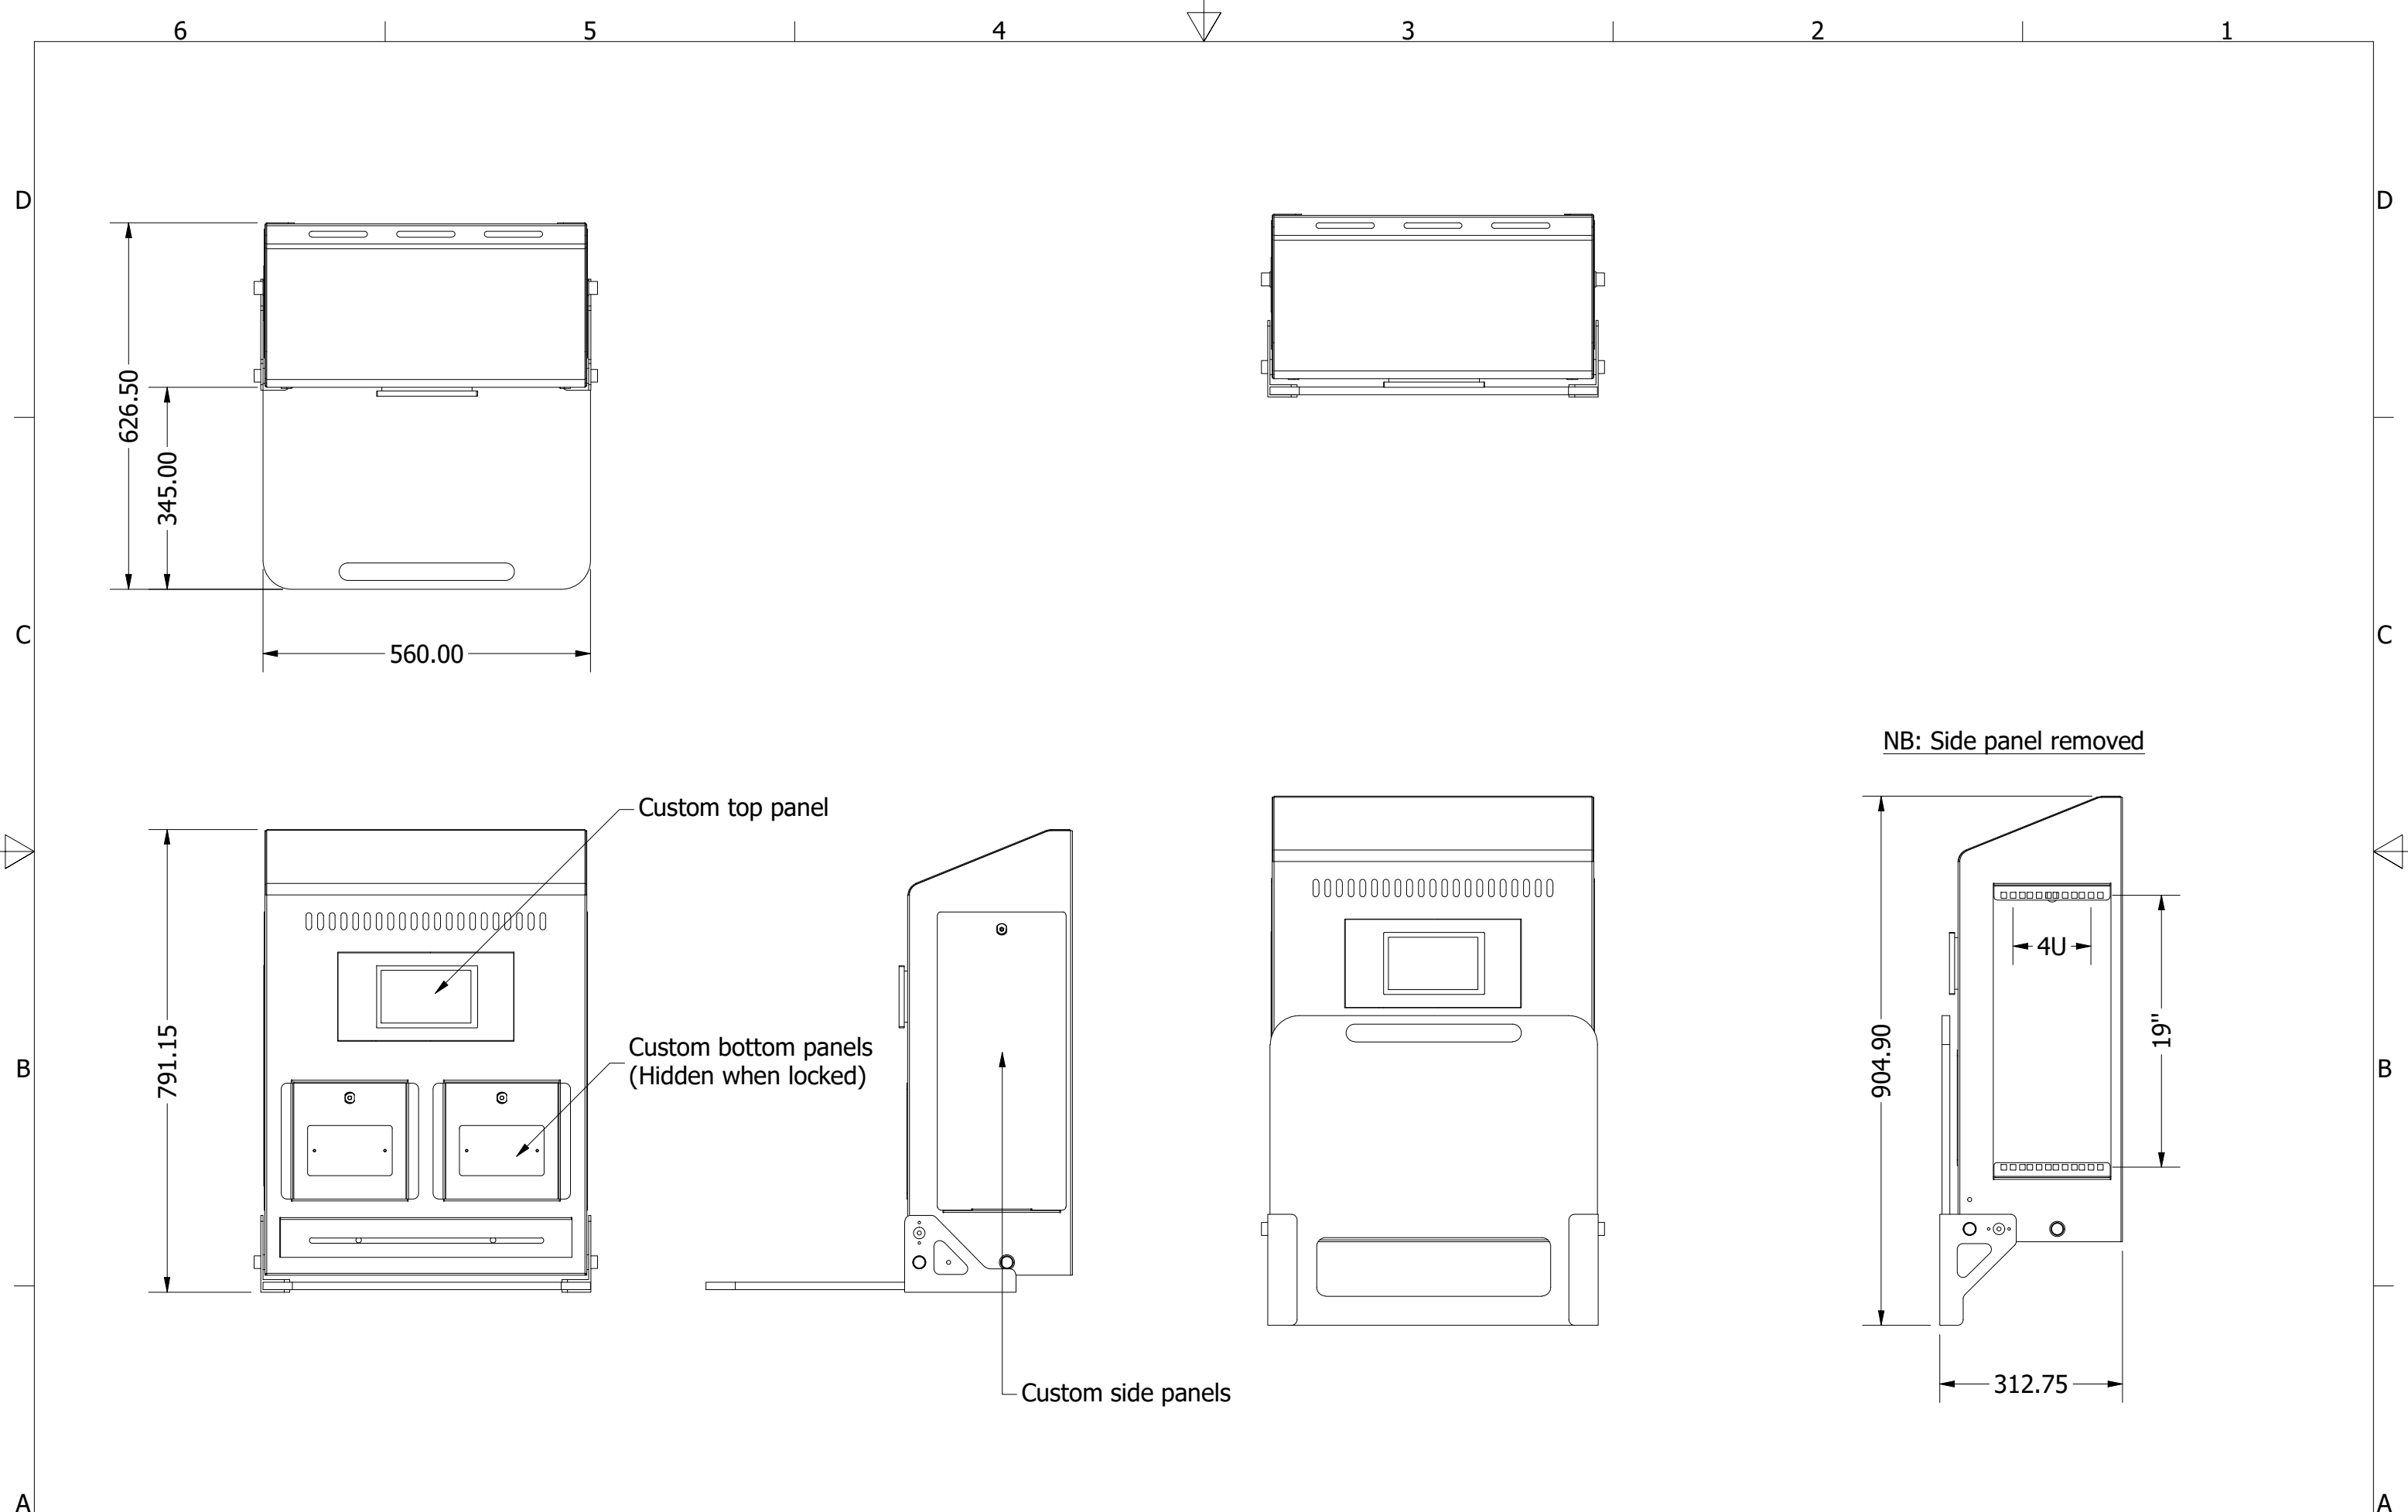 6 5 4 3 2 1
D D
626.50
345.00
560.00
C C
NB: Side panel removed
Custom top panel
791.15
Custom bottom panels
(Hidden when locked)
4U
904.90
19"
B B
312.75
Custom side panels
A A